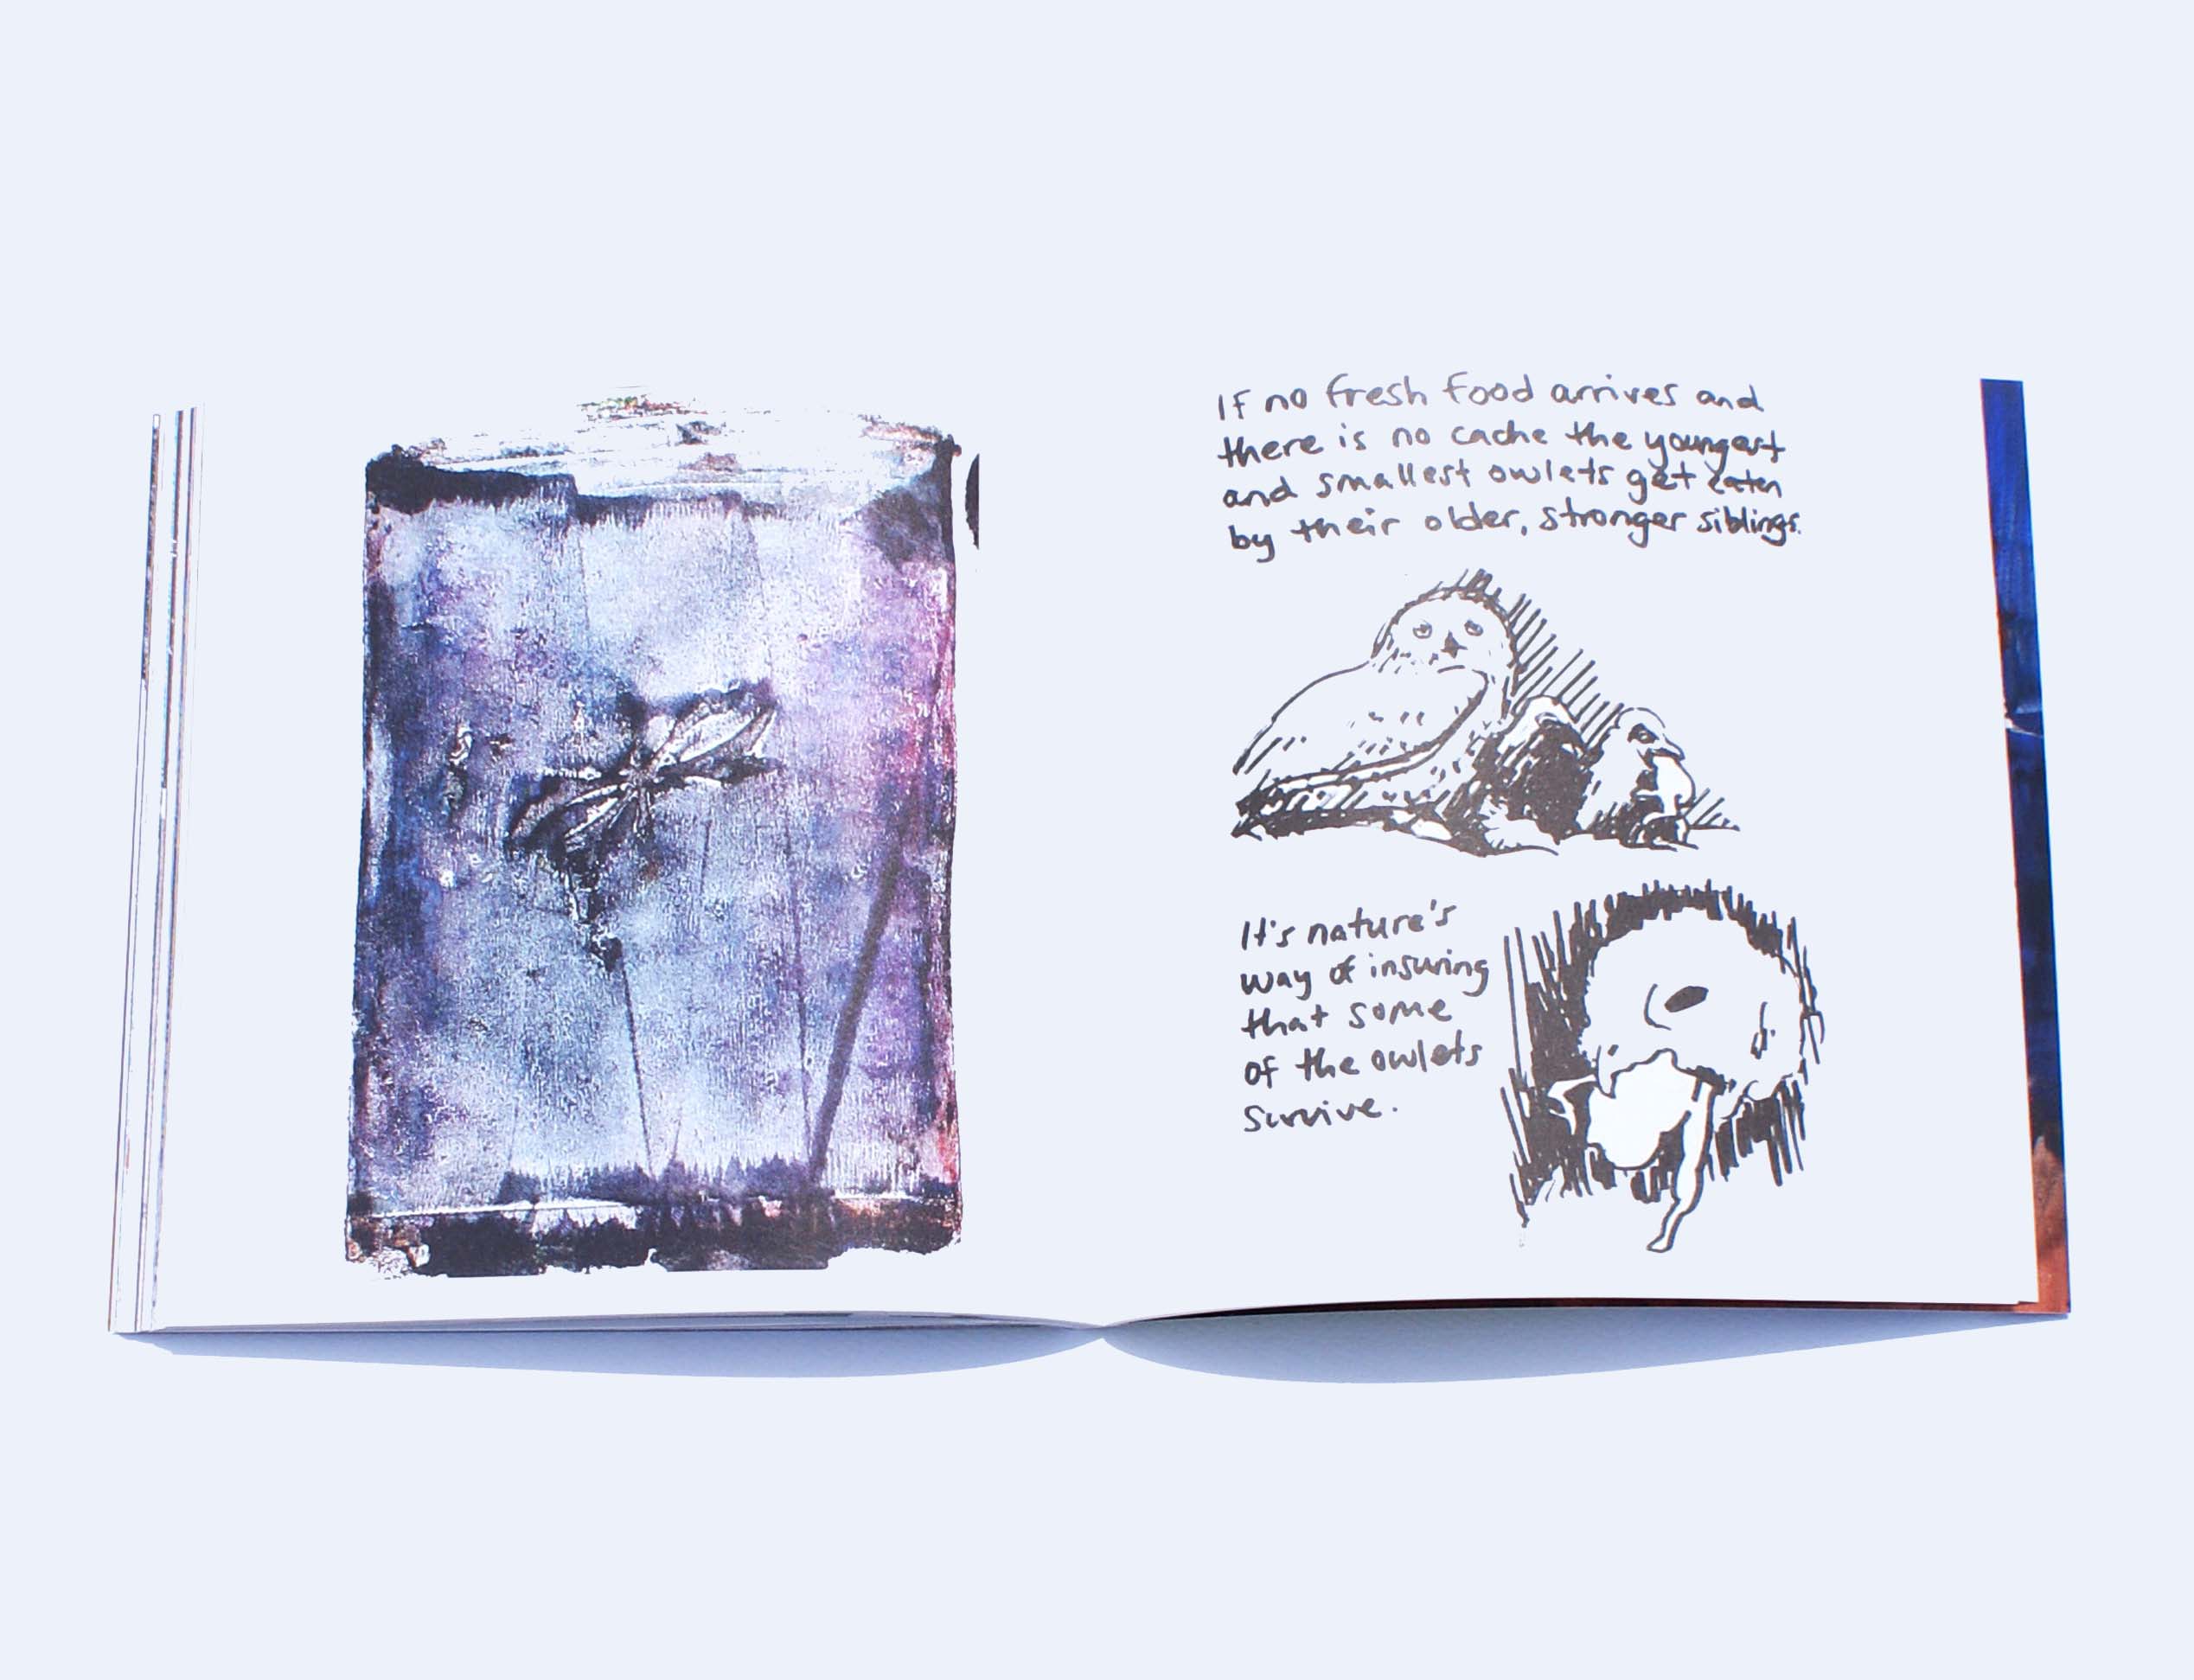 If no fresh food arrives and
there is no cache the youngest
and smallest owlets get eaten
by their older, stronger siblings.
It's nature's
way of insuring
that some
of the owlets
survive.